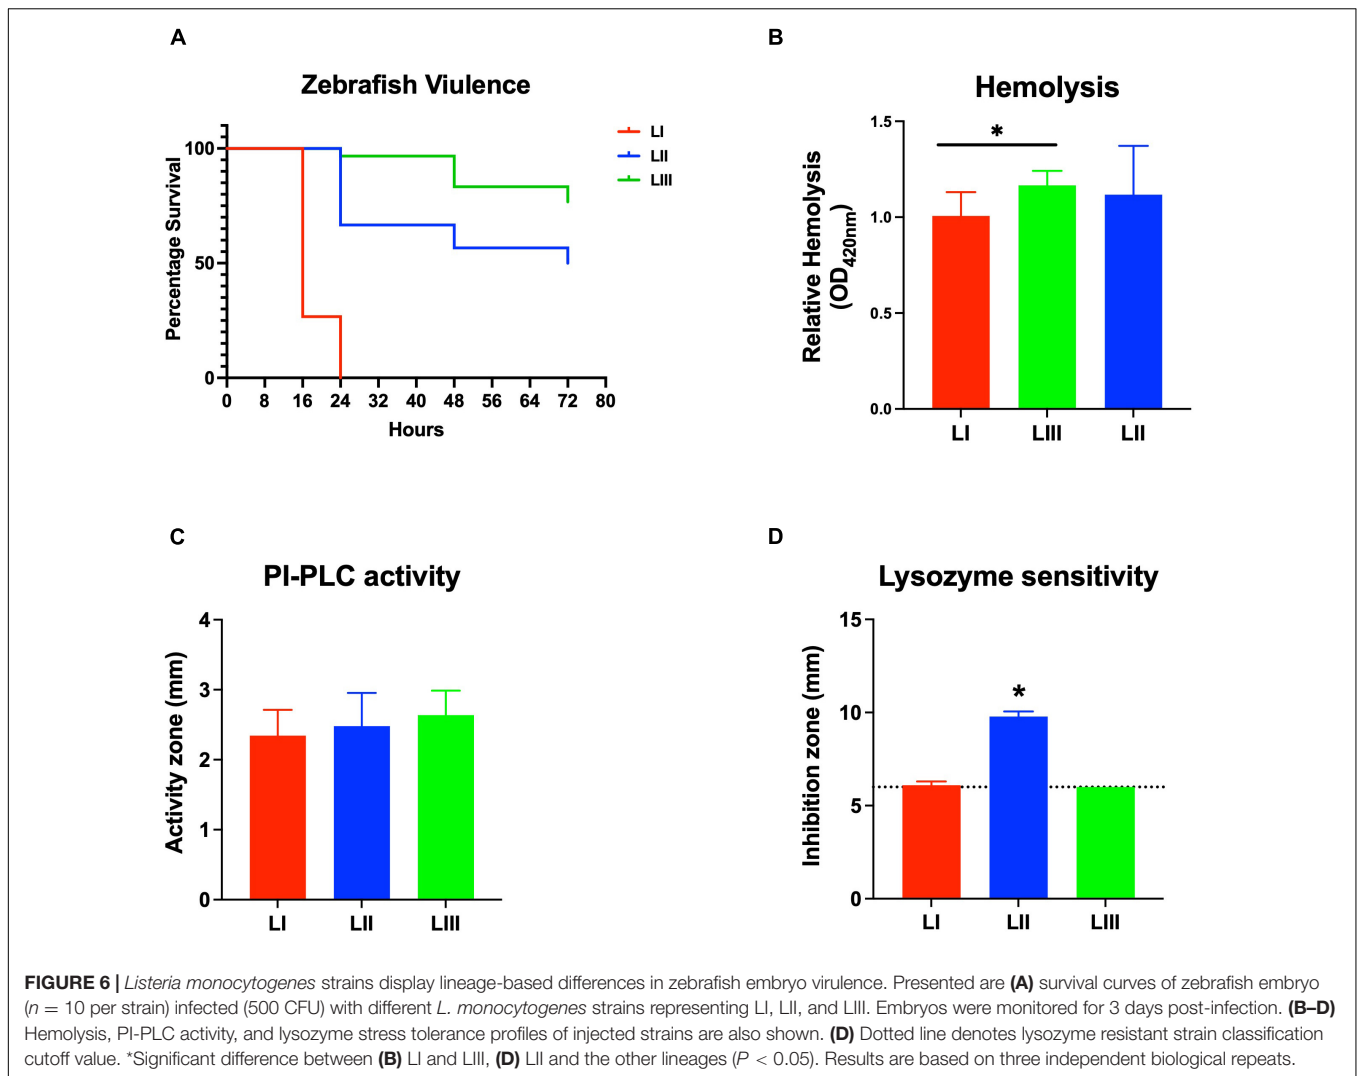 A
Zebrafish Viulence
Percentage Survival
100
50
0
0 8 16 24 32 40 48 56 64 72 80
Hours
LI
LII
LIII
B
Hemolysis
Relative Hemolysis
(OD420nm)
1.5
1.0
0.5
0.0
*
LI LIII LII
C
PI-PLC activity
Activity zone (mm)
4
3
2
1
0
LI LII LIII
D
Lysozyme sensitivity
Inhibition zone (mm)
15
10
5
0
*
LI LII LIII
FIGURE 6 | Listeria monocytogenes strains display lineage-based differences in zebrafish embryo virulence. Presented are (A) survival curves of zebrafish embryo
(n = 10 per strain) infected (500 CFU) with different L. monocytogenes strains representing LI, LII, and LIII. Embryos were monitored for 3 days post-infection. (B–D)
Hemolysis, PI-PLC activity, and lysozyme stress tolerance profiles of injected strains are also shown. (D) Dotted line denotes lysozyme resistant strain classification
cutoff value. *Significant difference between (B) LI and LIII, (D) LII and the other lineages (P < 0.05). Results are based on three independent biological repeats.